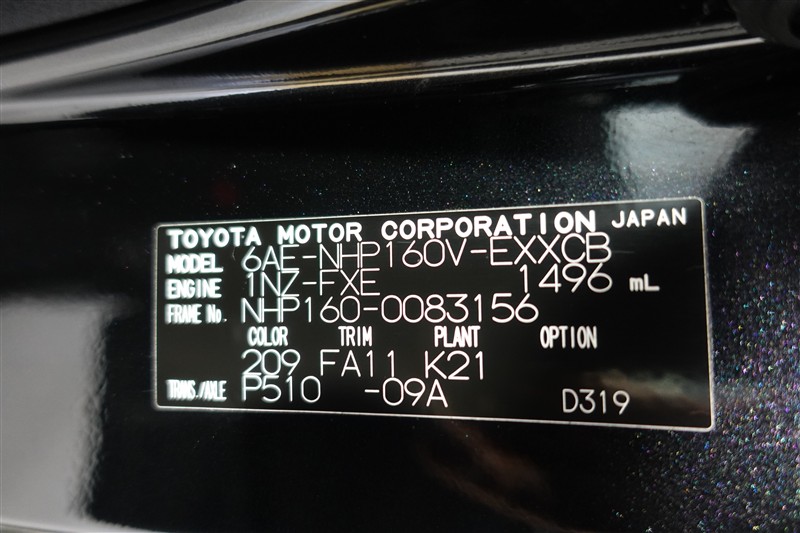 TOYOTA MOTOR CORPORATION JAPAN
MODEL 6AE-NHP160V-EXXCB
ENGINE 1NZ-FXE 1496 mL
FRAME No. NHP160-0083156
COLOR TRIM PLANT OPTION
209 FA11 K21
TRANS./AXLE P510 -09A D319